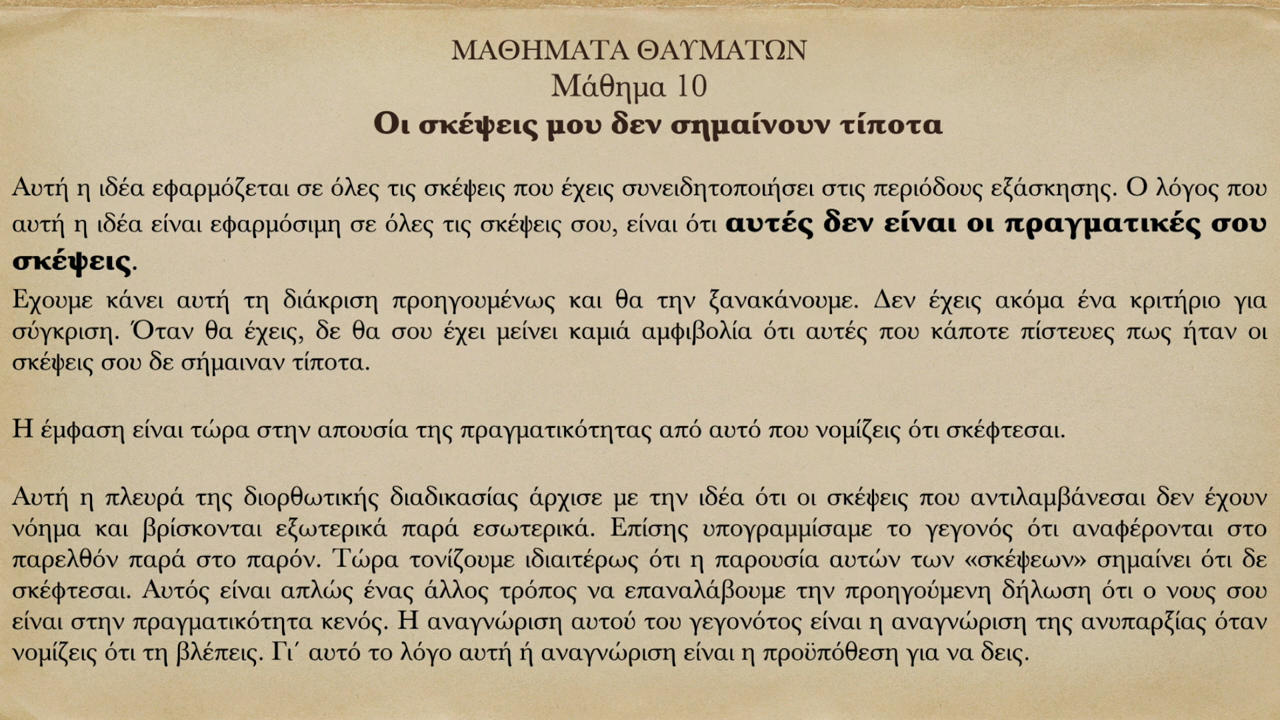 ΜΑΘΗΜΑΤΑ ΘΑΥΜΑΤΩΝ
Μάθημα 10
Οι σκέψεις μου δεν σημαίνουν τίποτα
Αυτή η ιδέα εφαρμόζεται σε όλες τις σκέψεις που έχεις συνειδητοποιήσει στις περιόδους εξάσκησης. Ο λόγος που
αυτή η ιδέα είναι εφαρμόσιμη σε όλες τις σκέψεις σου, είναι ότι αυτές δεν είναι οι πραγματικές σου
σκέψεις.
Εχουμε κάνει αυτή τη διάκριση προηγουμένως και θα την ξανακάνουμε. Δεν έχεις ακόμα ένα κριτήριο για
σύγκριση. Όταν θα έχεις, δε θα σου έχει μείνει καμιά αμφιβολία ότι αυτές που κάποτε πίστευες πως ήταν οι
σκέψεις σου δε σήμαιναν τίποτα.
Η έμφαση είναι τώρα στην απουσία της πραγματικότητας από αυτό που νομίζεις ότι σκέφτεσαι.
Αυτή η πλευρά της διορθωτικής διαδικασίας άρχισε με την ιδέα ότι οι σκέψεις που αντιλαμβάνεσαι δεν έχουν
νόημα και βρίσκονται εξωτερικά παρά εσωτερικά. Επίσης υπογραμμίσαμε το γεγονός ότι αναφέρονται στο
παρελθόν παρά στο παρόν. Τώρα τονίζουμε ιδιαιτέρως ότι η παρουσία αυτών των «σκέψεων» σημαίνει ότι δε
σκέφτεσαι. Αυτός είναι απλώς ένας άλλος τρόπος να επαναλάβουμε την προηγούμενη δήλωση ότι ο νους σου
είναι στην πραγματικότητα κενός. Η αναγνώριση αυτού του γεγονότος είναι η αναγνώριση της ανυπαρξίας όταν
νομίζεις ότι τη βλέπεις. Γι΄ αυτό το λόγο αυτή ή αναγνώριση είναι η προϋπόθεση για να δεις.